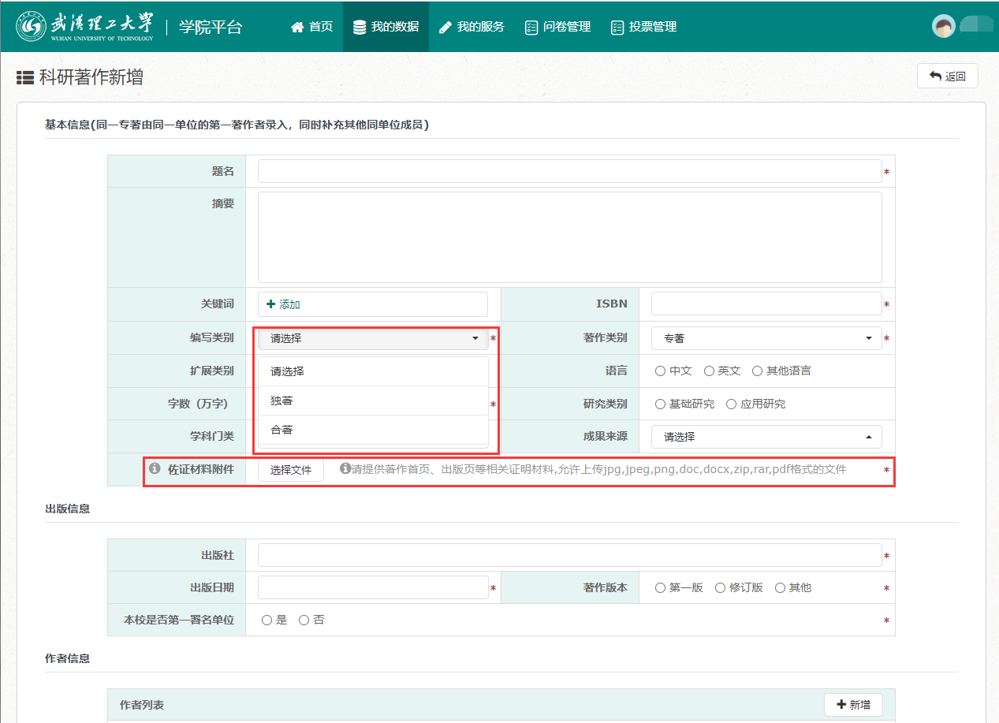 武汉理工大学 学院平台 首页 我的数据 我的服务 问卷管理 投票管理
WUHAN UNIVERSITY OF TECHNOLOGY
科研著作新增 返回
基本信息(同一专著由同一单位的第一著作者录入，同时补充其他同单位成员)
题名 *
摘要
关键词 添加 ISBN *
编写类别 请选择 * 著作类别 专著 *
扩展类别 请选择 语言 中文 英文 其他语言
字数（万字） 独著 * 研究类别 基础研究 应用研究
学科门类 合著 成果来源 请选择
佐证材料附件 选择文件 请提供著作首页、出版页等相关证明材料,允许上传jpg,jpeg,png,doc,docx,zip,rar,pdf格式的文件 *
出版信息
出版社 *
出版日期 * 著作版本 第一版 修订版 其他 *
本校是否第一署名单位 是 否 *
作者信息
作者列表 新增